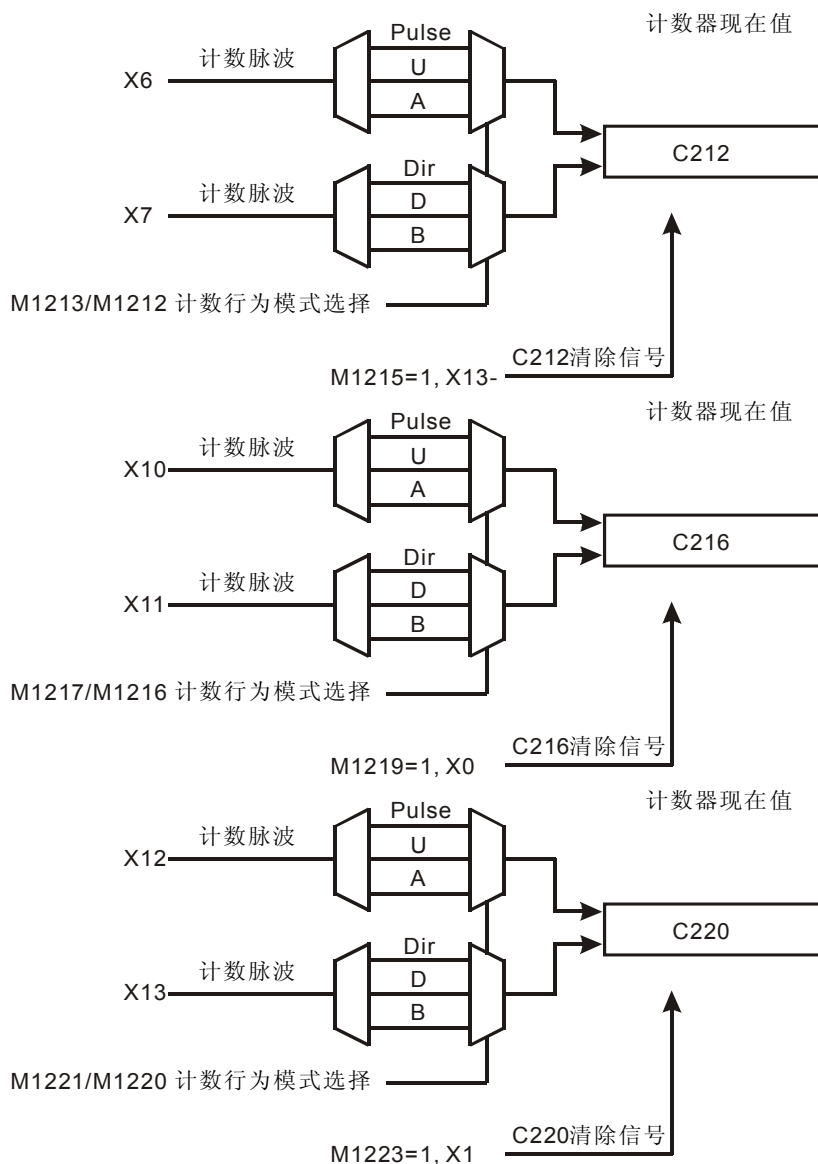 计数器现在值
Pulse
计数脉波
U
X6
A
C212
Dir
计数脉波
D
X7
B
M1213/M1212 计数行为模式选择
C212清除信号
M1215=1, X13-
计数器现在值
Pulse
计数脉波
U
X10
A
C216
Dir
计数脉波
D
X11
B
M1217/M1216 计数行为模式选择
C216清除信号
M1219=1, X0
计数器现在值
Pulse
计数脉波
U
X12
A
C220
Dir
计数脉波
D
X13
B
M1221/M1220 计数行为模式选择
C220清除信号
M1223=1, X1